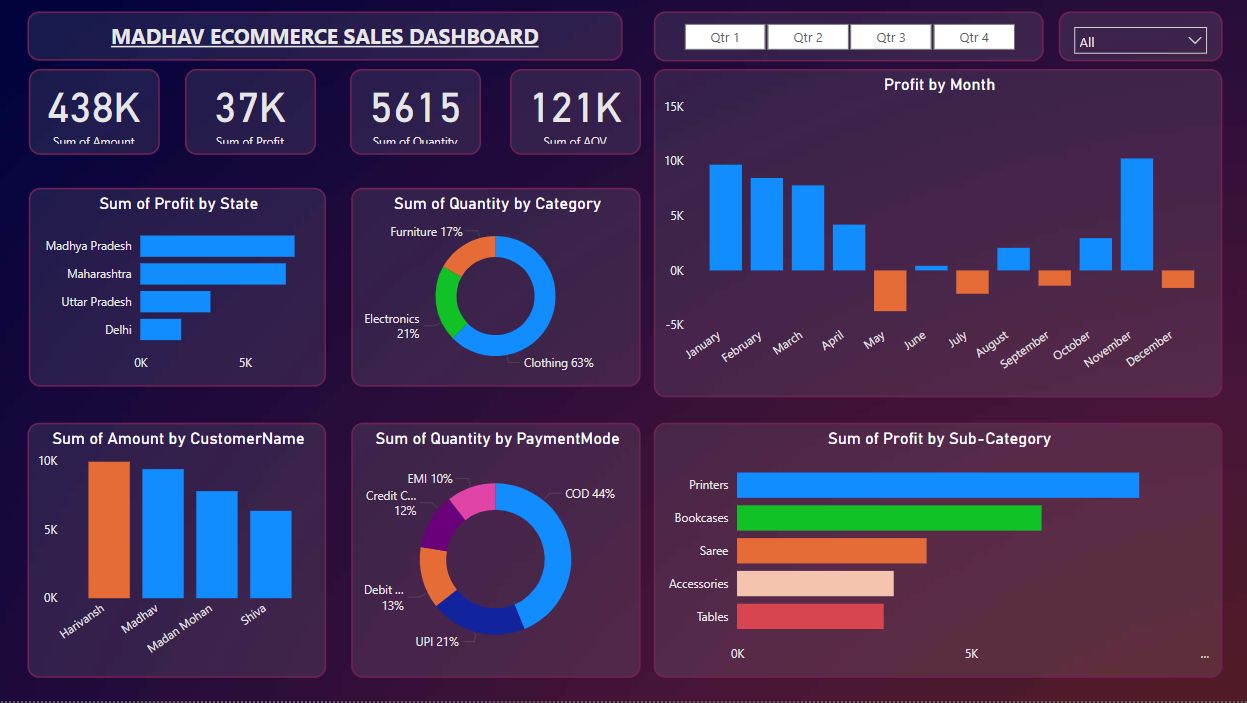 MADHAV ECOMMERCE SALES DASHBOARD
Qtr 1 Qtr 2 Qtr 3 Qtr 4
All
438K
Sum of Amount
37K
Sum of Profit
5615
Sum of Quantity
121K
Sum of AOV
Profit by Month
15K
10K
5K
0K
-5K
January February March April May June July August September October November December
Sum of Profit by State
Madhya Pradesh
Maharashtra
Uttar Pradesh
Delhi
0K 5K
Sum of Quantity by Category
Furniture 17%
Electronics
21%
Clothing 63%
Sum of Amount by CustomerName
10K
5K
0K
Harivansh Madhav Madan Mohan Shiva
Sum of Quantity by PaymentMode
EMI 10%
COD 44%
Credit C...
12%
Debit ...
13%
UPI 21%
Sum of Profit by Sub-Category
Printers
Bookcases
Saree
Accessories
Tables
0K 5K ...